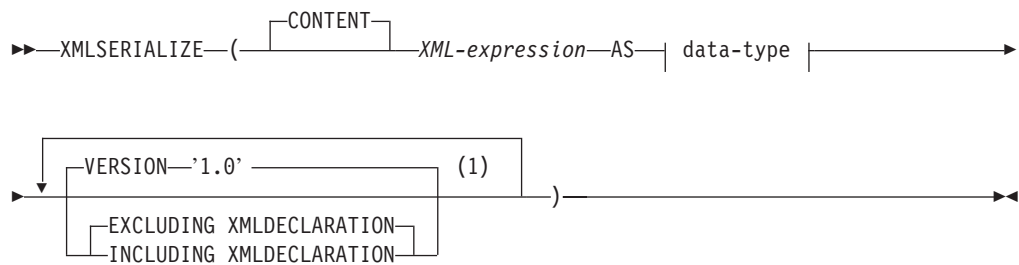 CONTENT
XMLSERIALIZE ( XML-expression AS data-type
VERSION ’1.0’ (1)
)
EXCLUDING XMLDECLARATION
INCLUDING XMLDECLARATION